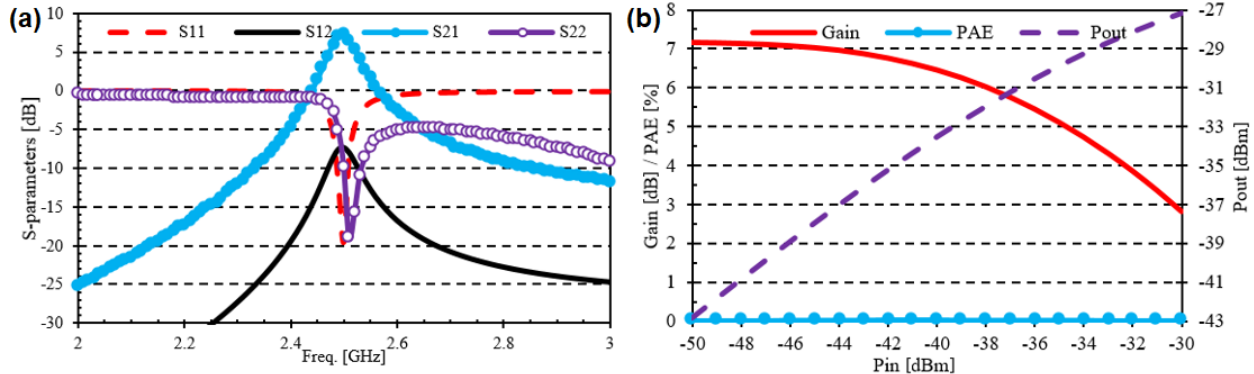 (a)
S11 S12 S21 S22
10
5
0
-5
-10
-15
-20
-25
-30
S-parameters [dB]
2 2.2 2.4 2.6 2.8 3
Freq. [GHz]
(b)
Gain PAE Pout
8
7
6
5
4
3
2
1
0
Gain [dB] / PAE [%]
-27
-29
-31
-33
-35
-37
-39
-41
-43
Pout [dBm]
-50 -48 -46 -44 -42 -40 -38 -36 -34 -32 -30
Pin [dBm]